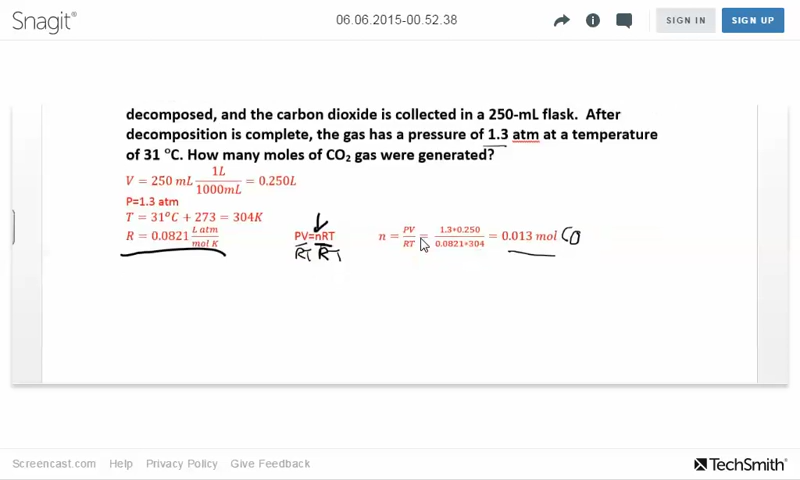 Snagit® 06.06.2015-00.52.38 SIGN IN SIGN UP
decomposed, and the carbon dioxide is collected in a 250-mL flask. After
decomposition is complete, the gas has a pressure of 1.3 atm at a temperature
of 31 °C. How many moles of CO₂ gas were generated?
V = 250 mL 1L/1000mL = 0.250L
P=1.3 atm
T = 31°C + 273 = 304K
R = 0.0821 L atm/mol K
PV=nRT
RT RT
n = PV/RT = 1.3*0.250/0.0821*304 = 0.013 mol CO
Screencast.com Help Privacy Policy Give Feedback TechSmith®